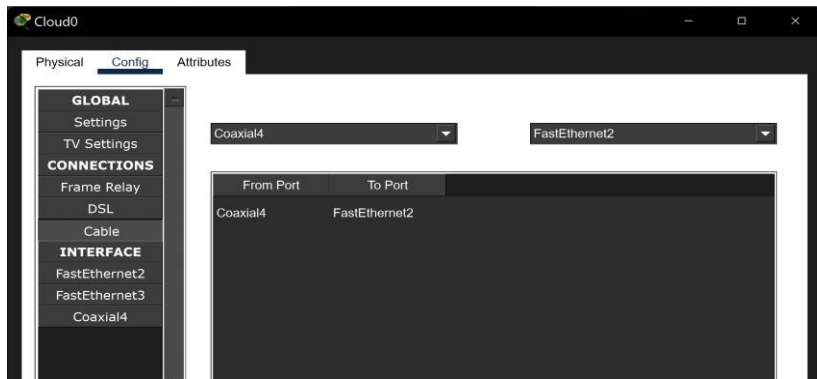 Cloud0
Physical Config Attributes
GLOBAL
Settings
TV Settings
CONNECTIONS
Frame Relay
DSL
Cable
INTERFACE
FastEthernet2
FastEthernet3
Coaxial4
Coaxial4 FastEthernet2
From Port To Port
Coaxial4 FastEthernet2